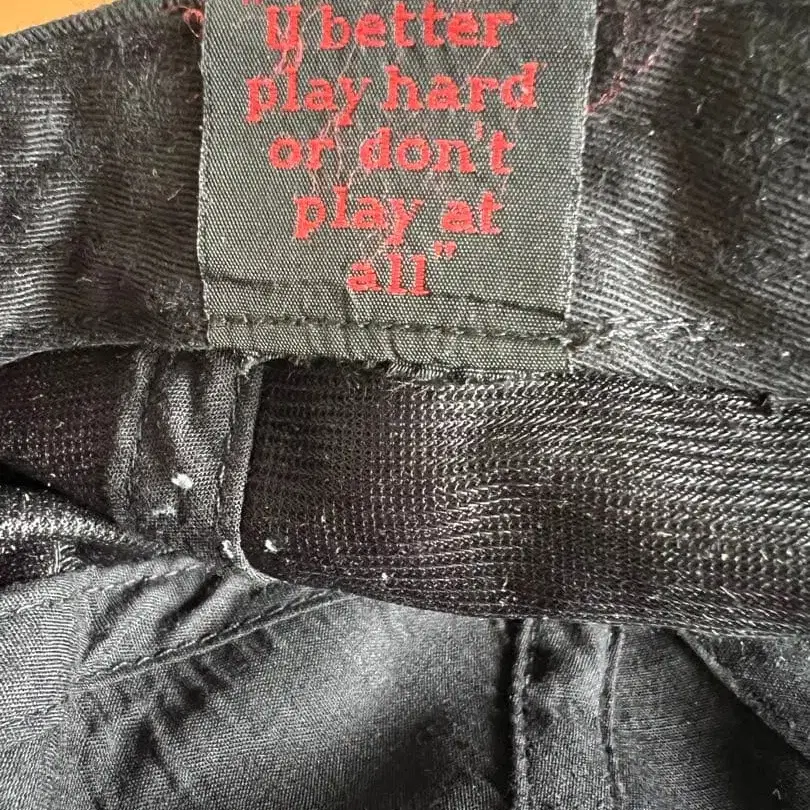 "U better
play hard
or don't
play at
all"